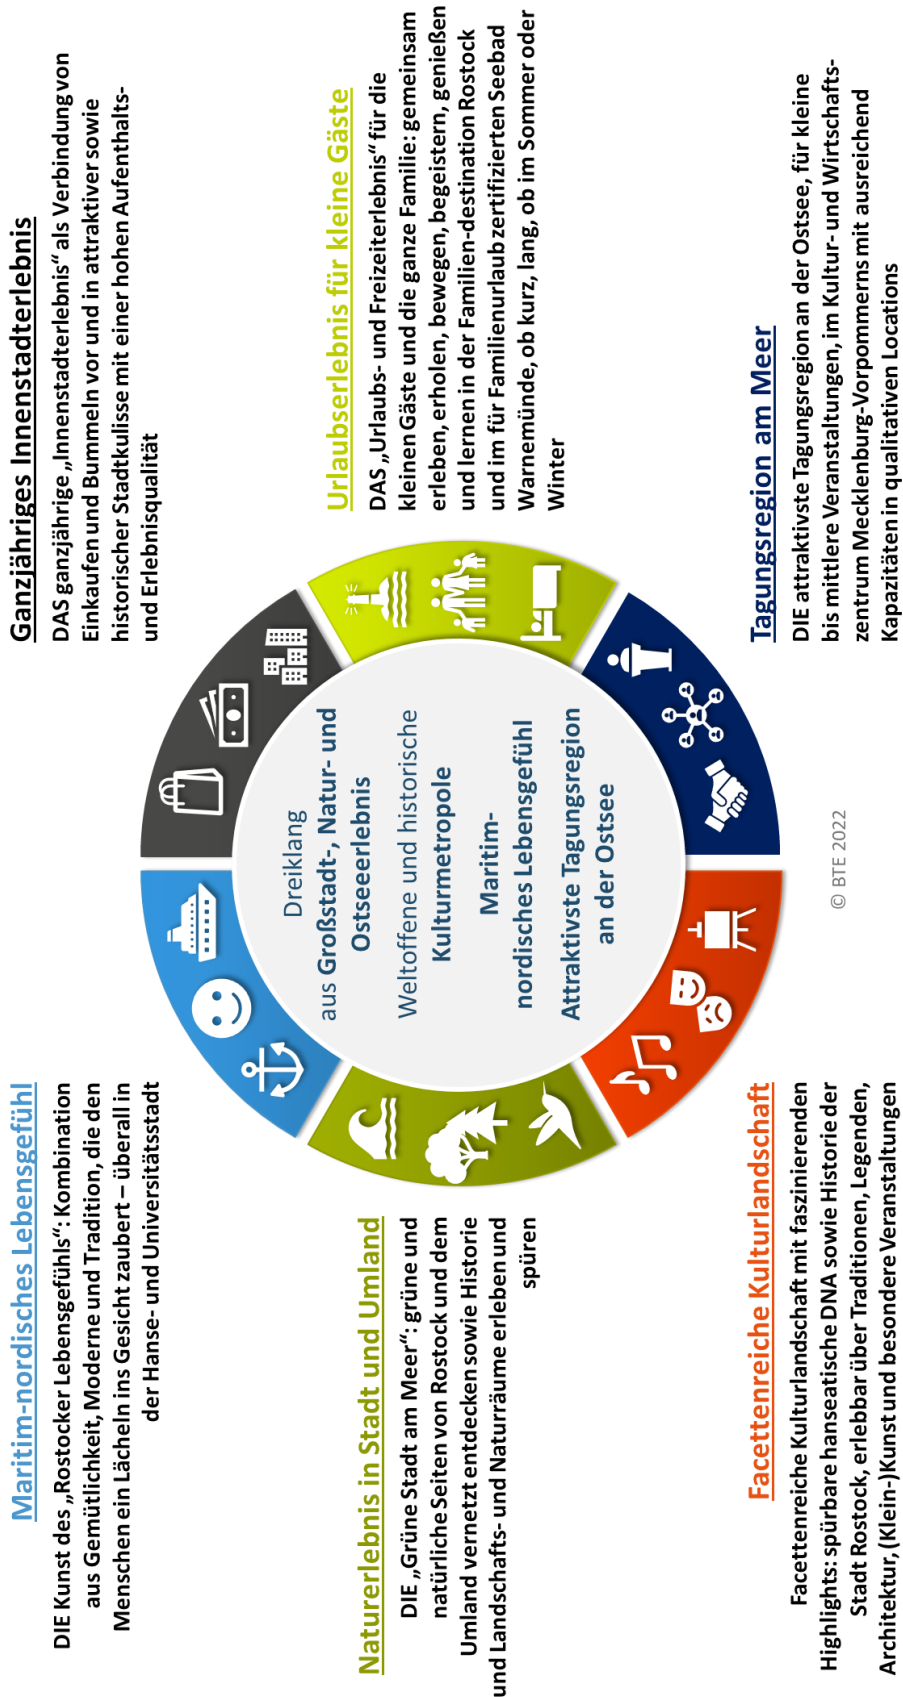 Maritim-nordisches Lebensgefühl
DIE Kunst des „Rostocker Lebensgefühls“: Kombination
aus Gemütlichkeit, Moderne und Tradition, die den
Menschen ein Lächeln ins Gesicht zaubert – überall in
der Hanse- und Universitätsstadt
Ganzjähriges Innenstadterlebnis
DAS ganzjährige „Innenstadterlebnis“ als Verbindung von
Einkaufen und Bummeln vor und in attraktiver sowie
historischer Stadtkulisse mit einer hohen Aufenthalts-
und Erlebnisqualität
Naturerlebnis in Stadt und Umland
DIE „Grüne Stadt am Meer“: grüne und
natürliche Seiten von Rostock und dem
Umland vernetzt entdecken sowie Historie
und Landschafts- und Naturräume erleben und
spüren
Dreiklang
aus Großstadt-, Natur- und
Ostseeerlebnis
Weltoffene und historische
Kulturmetropole
Maritim-
nordisches Lebensgefühl
Attraktivste Tagungsregion
an der Ostsee
Urlaubserlebnis für kleine Gäste
DAS „Urlaubs- und Freizeiterlebnis“ für die
kleinen Gäste und die ganze Familie: gemeinsam
erleben, erholen, bewegen, begeistern, genießen
und lernen in der Familien-destination Rostock
und im für Familienurlaub zertifizierten Seebad
Warnemünde, ob kurz, lang, ob im Sommer oder
Winter
Facettenreiche Kulturlandschaft
Facettenreiche Kulturlandschaft mit faszinierenden
Highlights: spürbare hanseatische DNA sowie Historie der
Stadt Rostock, erlebbar über Traditionen, Legenden,
Architektur, (Klein-)Kunst und besondere Veranstaltungen
Tagungsregion am Meer
DIE attraktivste Tagungsregion an der Ostsee, für kleine
bis mittlere Veranstaltungen, im Kultur- und Wirtschafts-
zentrum Mecklenburg-Vorpommerns mit ausreichend
Kapazitäten in qualitativen Locations
© BTE 2022